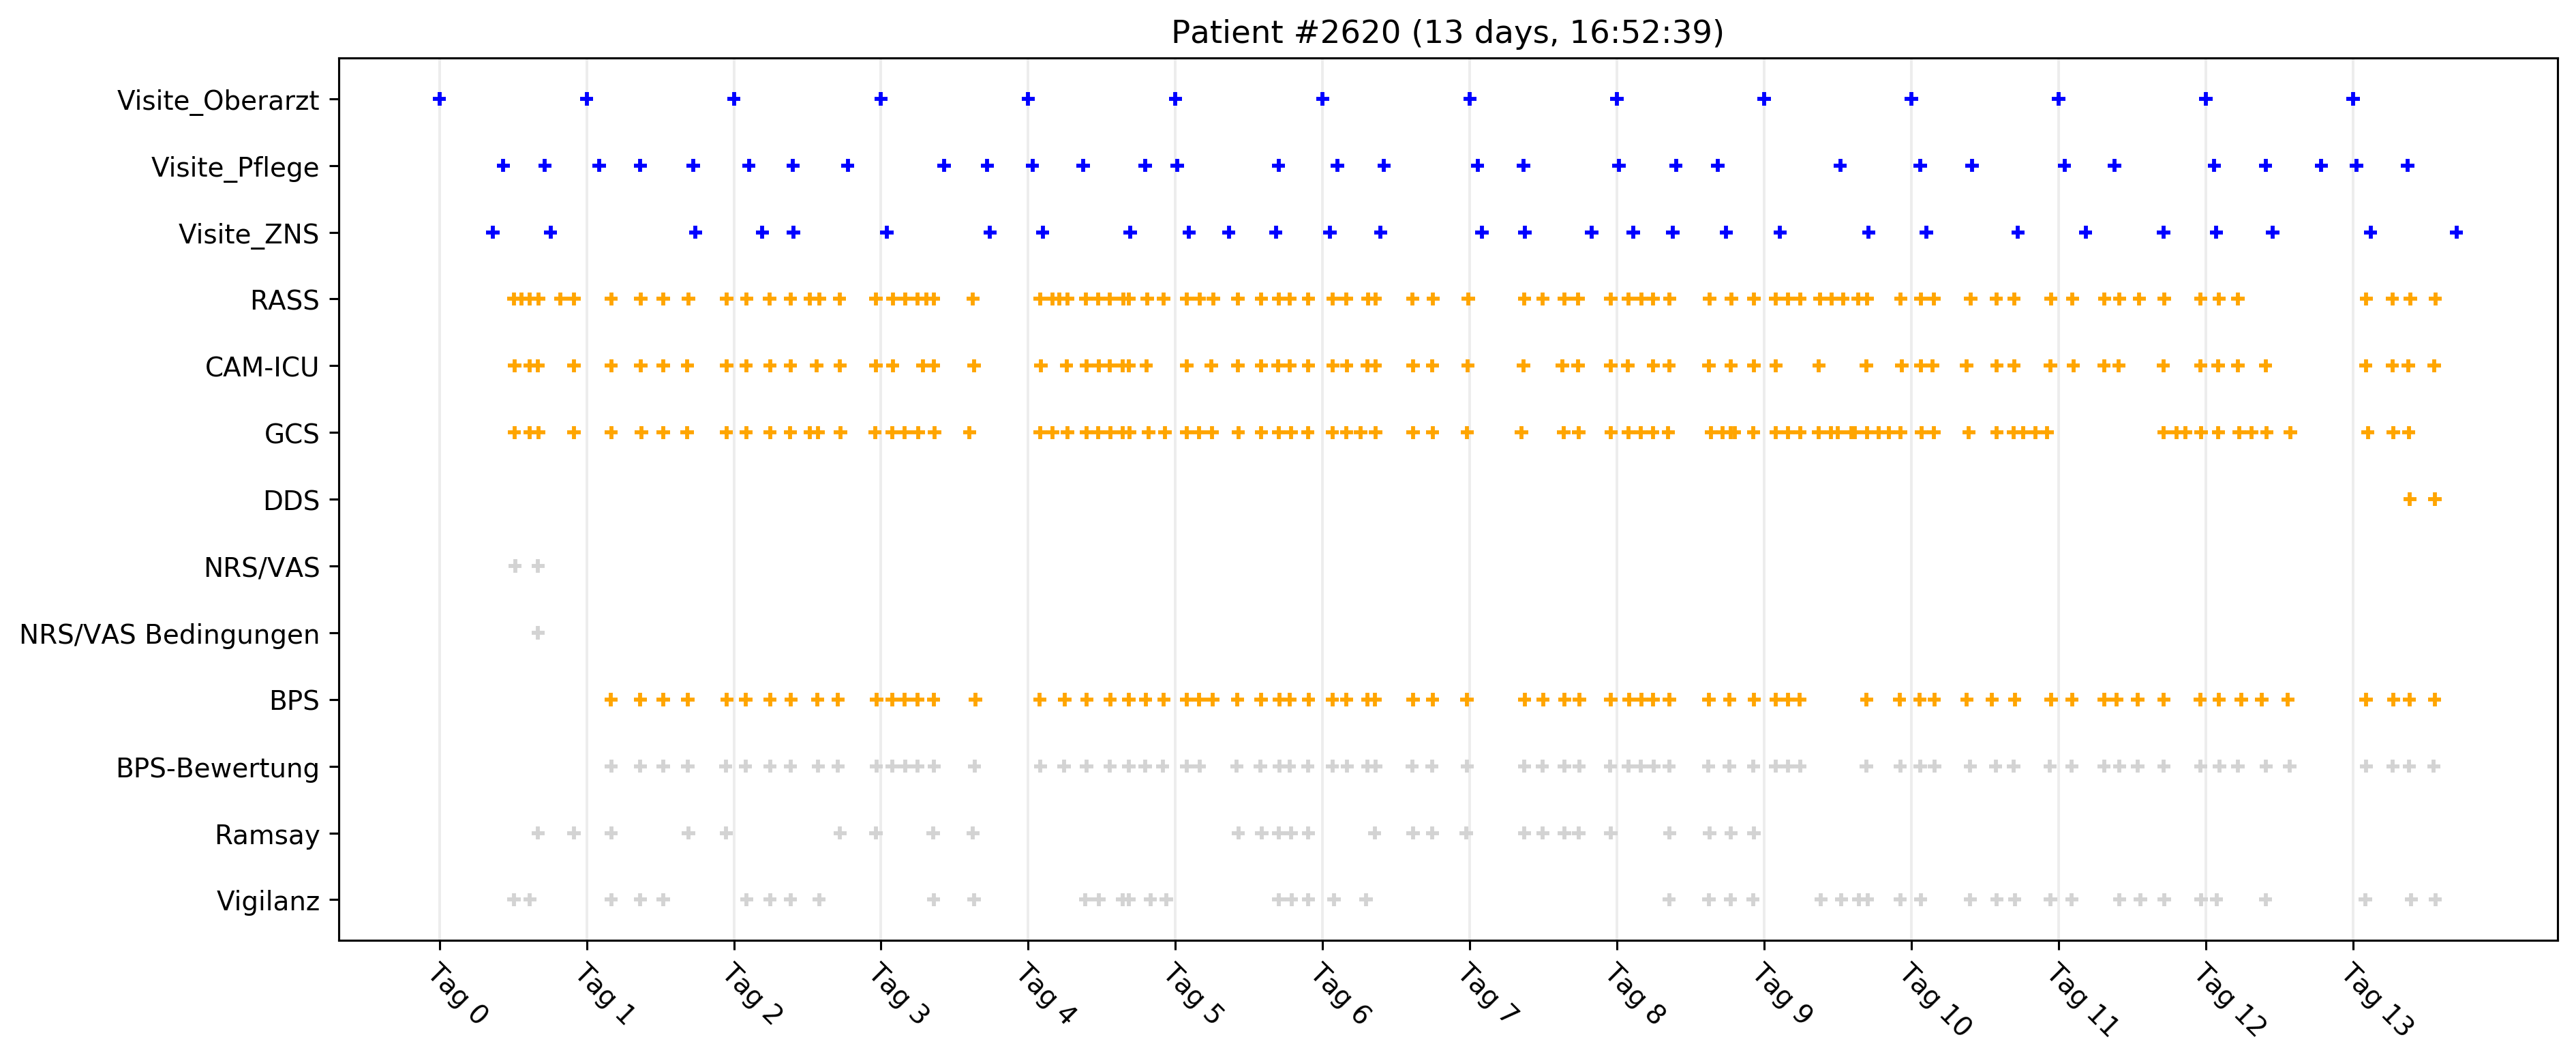 Patient #2620 (13 days, 16:52:39)
Visite_Oberarzt
Visite_Pflege
Visite_ZNS
RASS
CAM-ICU
GCS
DDS
NRS/VAS
NRS/VAS Bedingungen
BPS
BPS-Bewertung
Ramsay
Vigilanz
Tag 0
Tag 1
Tag 2
Tag 3
Tag 4
Tag 5
Tag 6
Tag 7
Tag 8
Tag 9
Tag 10
Tag 11
Tag 12
Tag 13